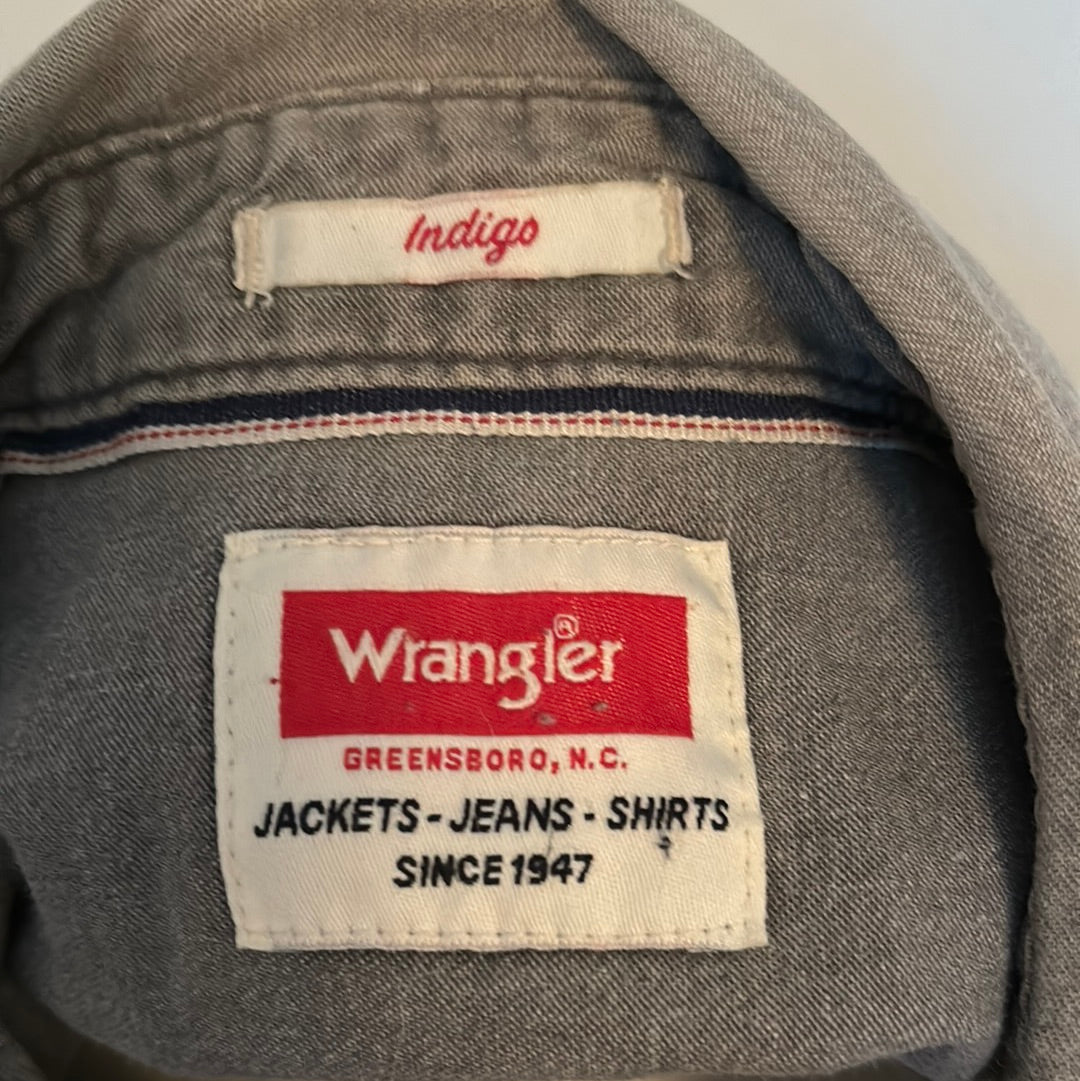 Indigo
Wrangler®
GREENSBORO, N.C.
JACKETS - JEANS - SHIRTS
SINCE 1947